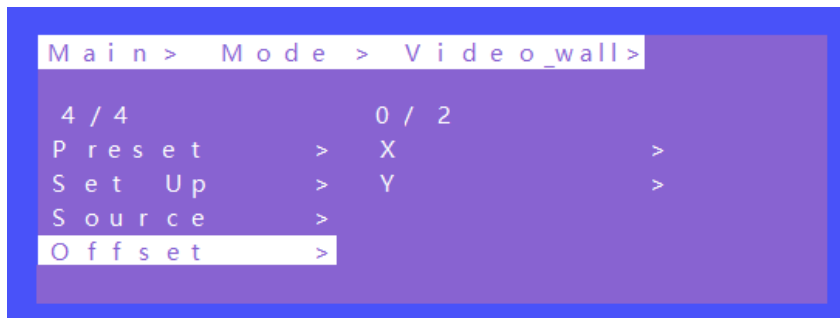 Main> Mode > Video_wall>
4/4 0/ 2
Preset > X >
Set Up > Y >
Source >
Offset >